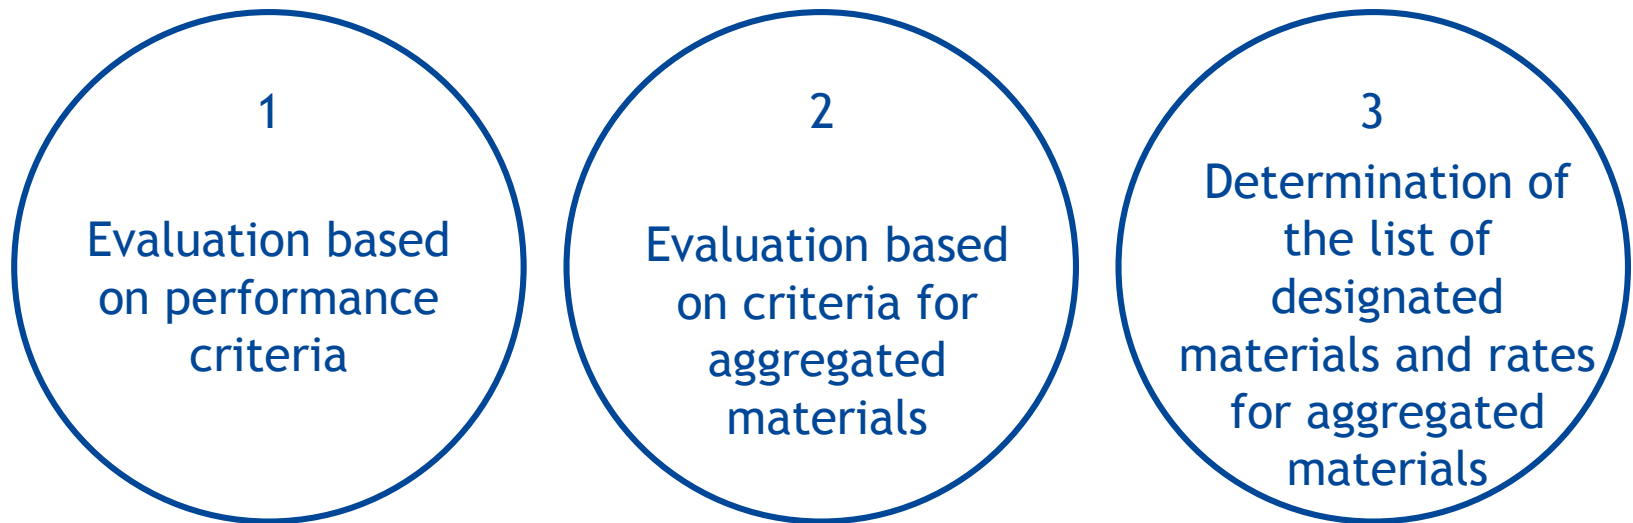 1
Evaluation based
on performance
criteria
2
Evaluation based
on criteria for
aggregated
materials
3
Determination of
the list of
designated
materials and rates
for aggregated
materials